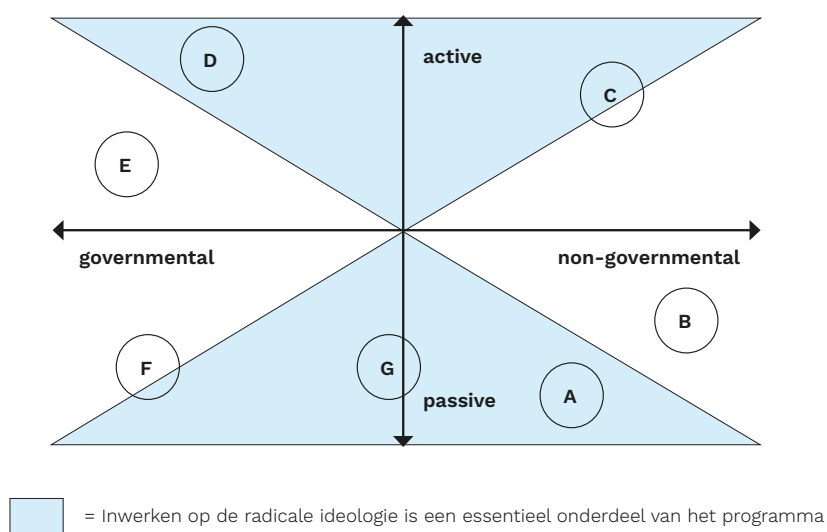 D
active
C
E
governmental
non-governmental
B
F
G
A
passive
= Inwerken op de radicale ideologie is een essentieel onderdeel van het programma